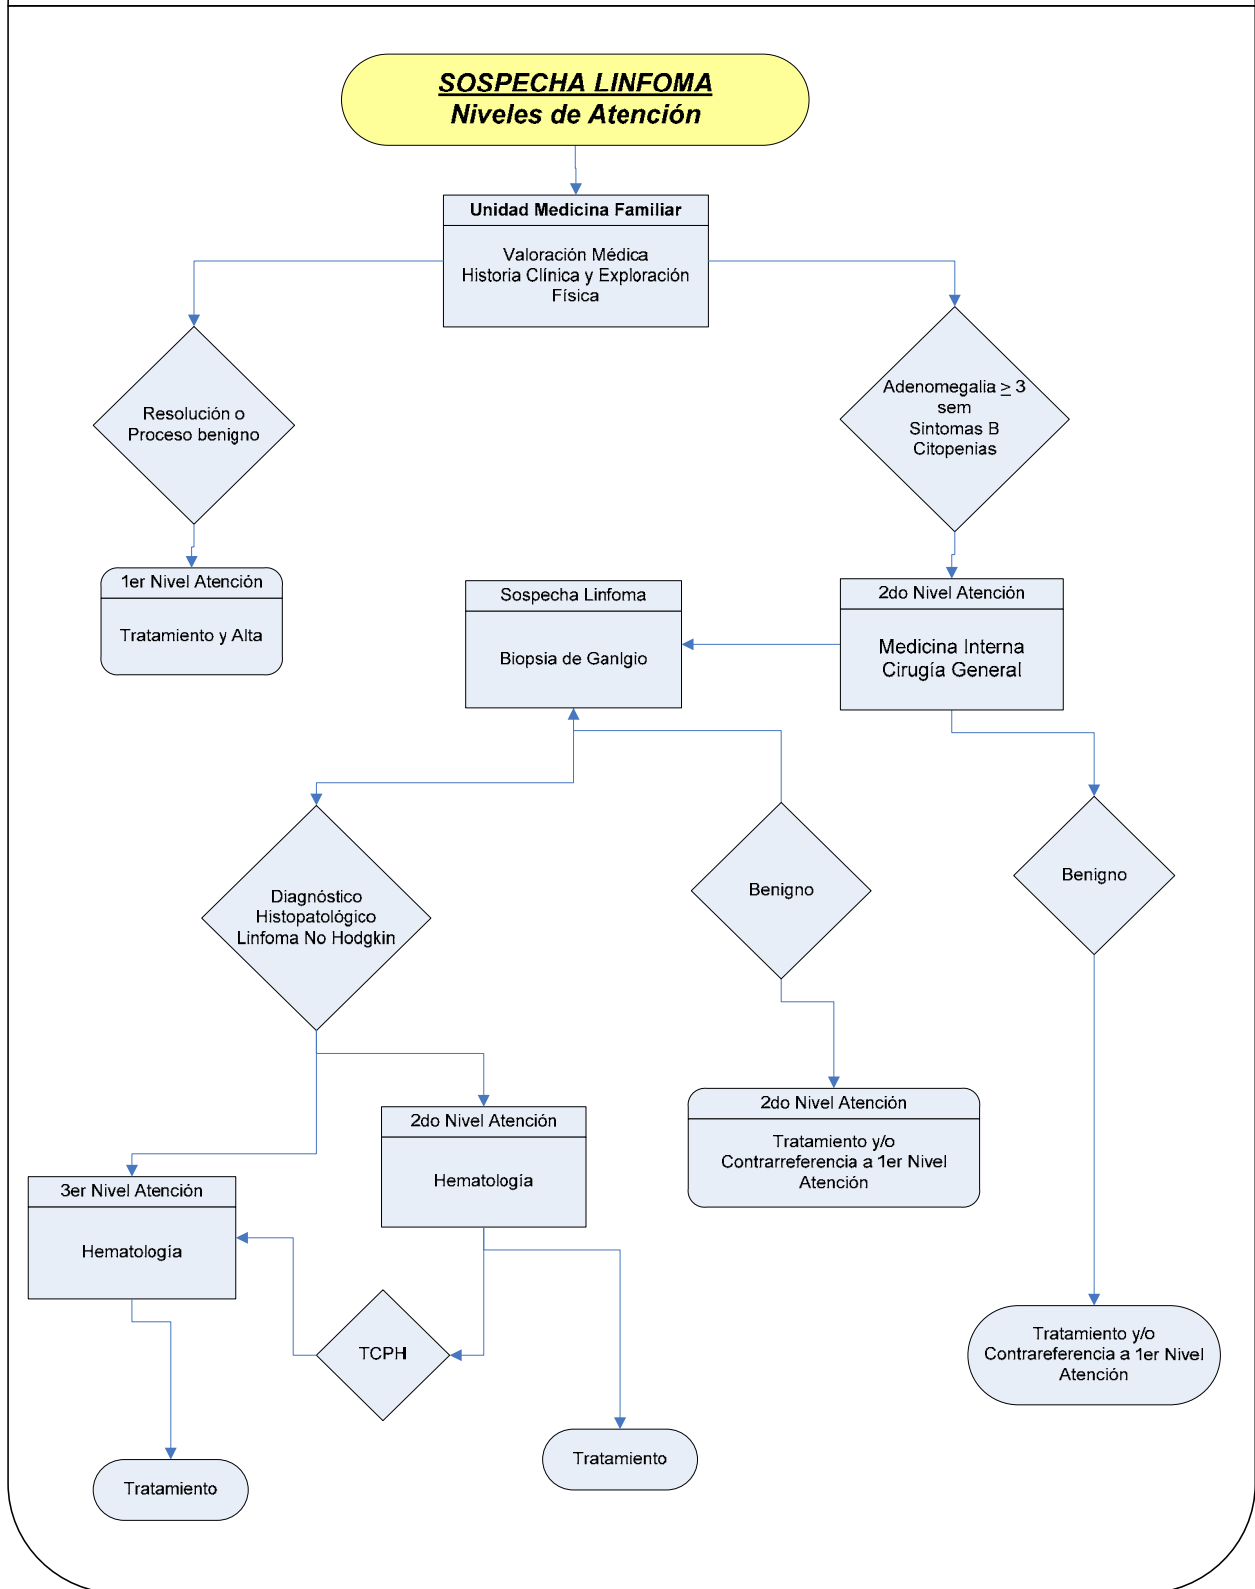 SOSPECHA LINFOMA
Niveles de Atención
Unidad Medicina Familiar
Valoración Médica
Historia Clínica y Exploración
Física
Resolución o
Proceso benigno
Adenomegalia ≥ 3
sem
Sintomas B
Citopenias
1er Nivel Atención
Tratamiento y Alta
Sospecha Linfoma
Biopsia de Ganlgio
2do Nivel Atención
Medicina Interna
Cirugía General
Diagnóstico
Histopatológico
Linfoma No Hodgkin
Benigno
Benigno
2do Nivel Atención
Tratamiento y/o
Contrarreferencia a 1er Nivel
Atención
2do Nivel Atención
Hematología
3er Nivel Atención
Hematología
TCPH
Tratamiento y/o
Contrareferencia a 1er Nivel
Atención
Tratamiento
Tratamiento